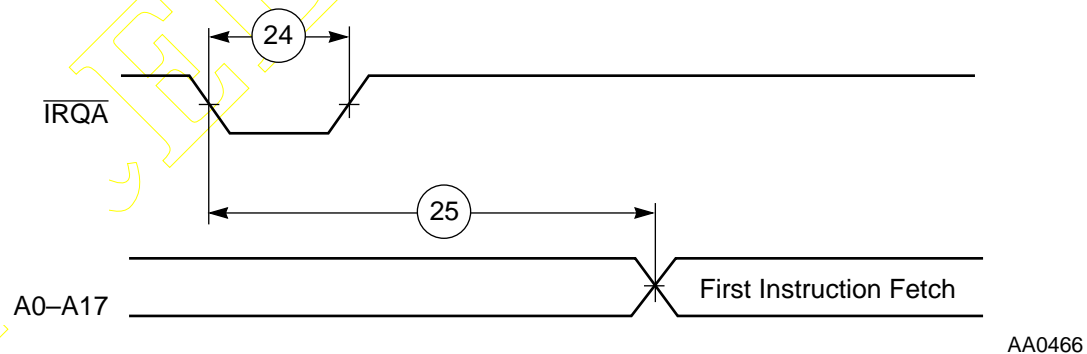 24
IRQA
25
A0–A17
First Instruction Fetch
AA0466